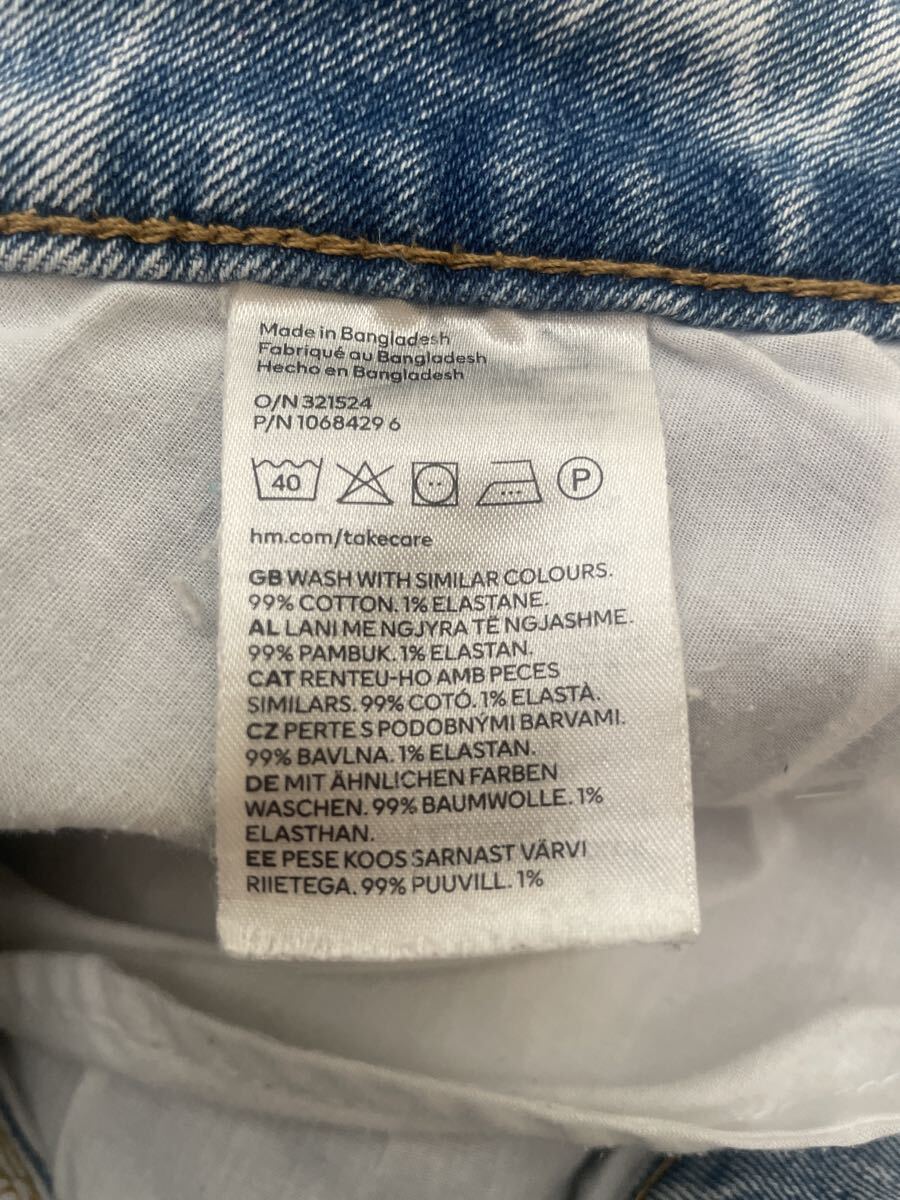 Made in Bangladesh
Fabriqué au Bangladesh
Hecho en Bangladesh
O/N 321524
P/N 1068429 6
40 P
hm.com/takecare
GB WASH WITH SIMILAR COLOURS.
99% COTTON. 1% ELASTANE.
AL LANI ME NGJYRA TË NGJASHME.
99% PAMBUK. 1% ELASTAN.
CAT RENTEU-HO AMB PECES
SIMILARS. 99% COTÓ. 1% ELASTÀ.
CZ PERTE S PODOBNÝMI BARVAMI.
99% BAVLNA. 1% ELASTAN.
DE MIT ÄHNLICHEN FARBEN
WASCHEN. 99% BAUMWOLLE. 1%
ELASTHAN.
EE PESE KOOS SARNAST VÄRVI
RIIETEGA. 99% PUUVILL. 1%